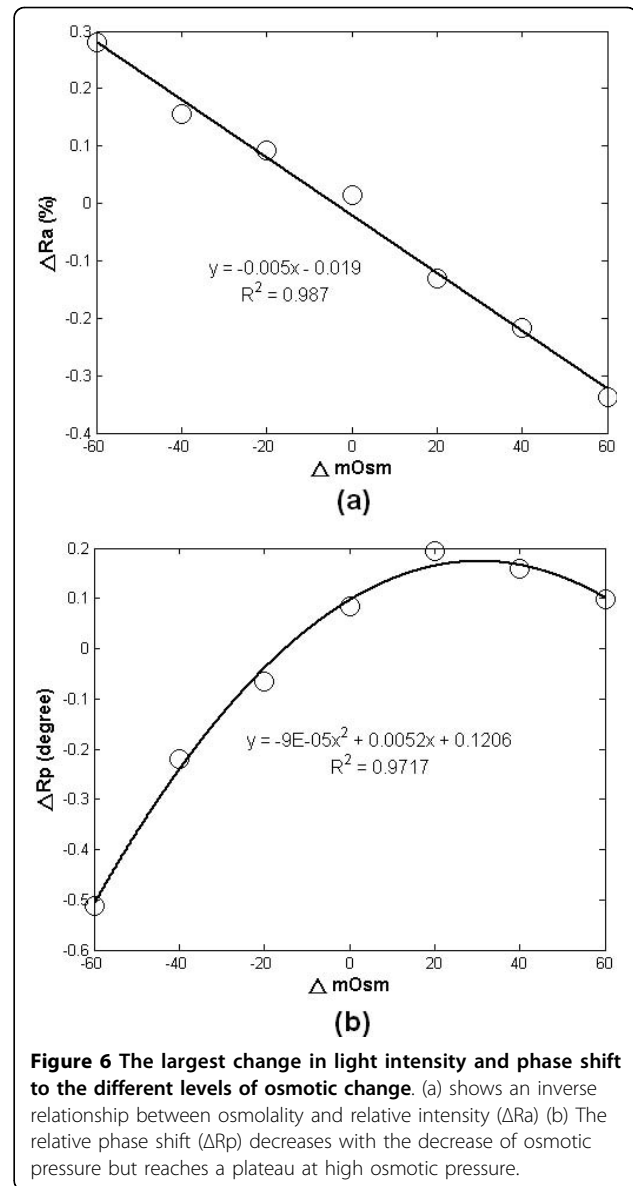 0.3
0.2
0.1
0
-0.1
-0.2
-0.3
-0.4
△Ra (%)
y = -0.005x - 0.019
R² = 0.987
-60 -40 -20 0 20 40 60
△ mOsm
(a)
0.2
0.1
0
-0.1
-0.2
-0.3
-0.4
-0.5
-0.6
△Rp (degree)
y = -9E-05x² + 0.0052x + 0.1206
R² = 0.9717
-60 -40 -20 0 20 40 60
△ mOsm
(b)
Figure 6 The largest change in light intensity and phase shift
to the different levels of osmotic change. (a) shows an inverse
relationship between osmolality and relative intensity (ΔRa) (b) The
relative phase shift (ΔRp) decreases with the decrease of osmotic
pressure but reaches a plateau at high osmotic pressure.